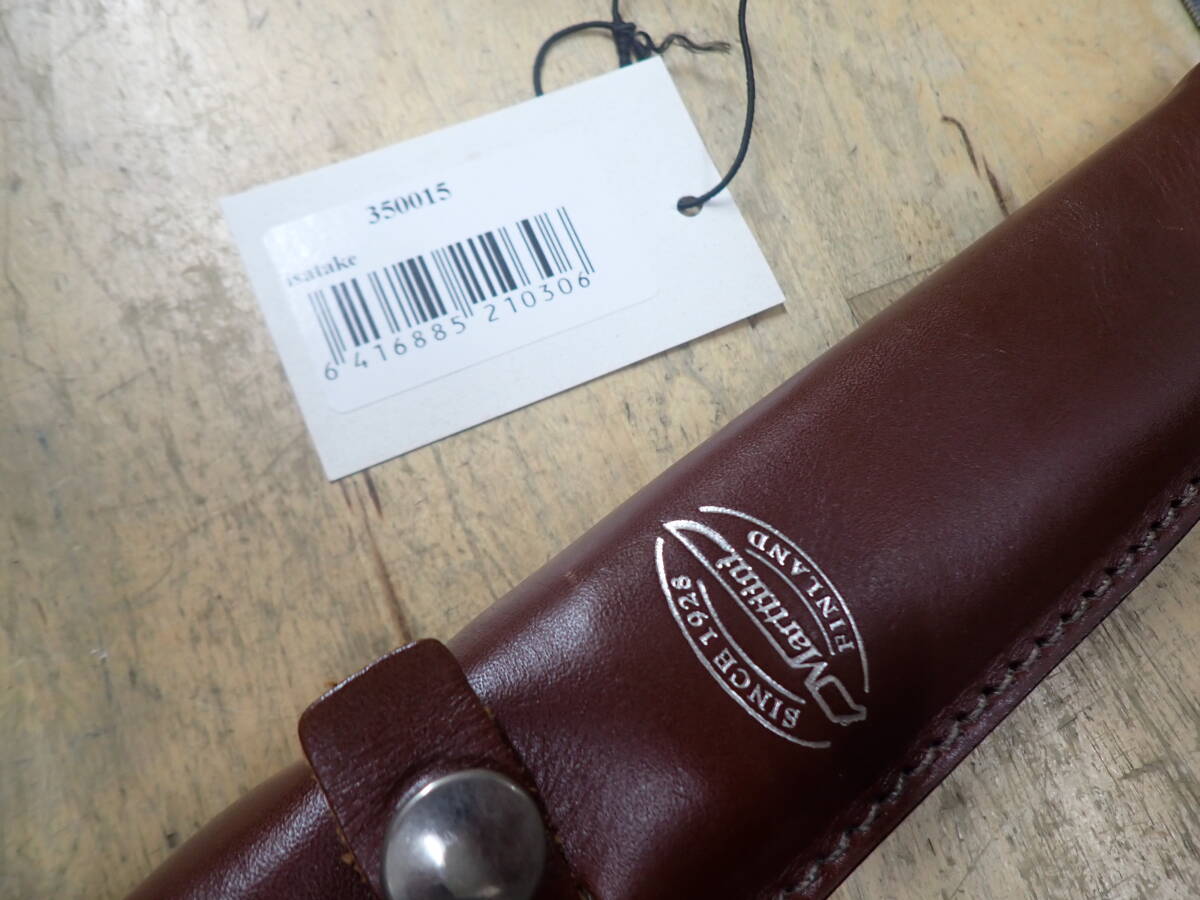 350015
isatake
6 416885 210306
SINCE 1928
Marttiini
FINLAND